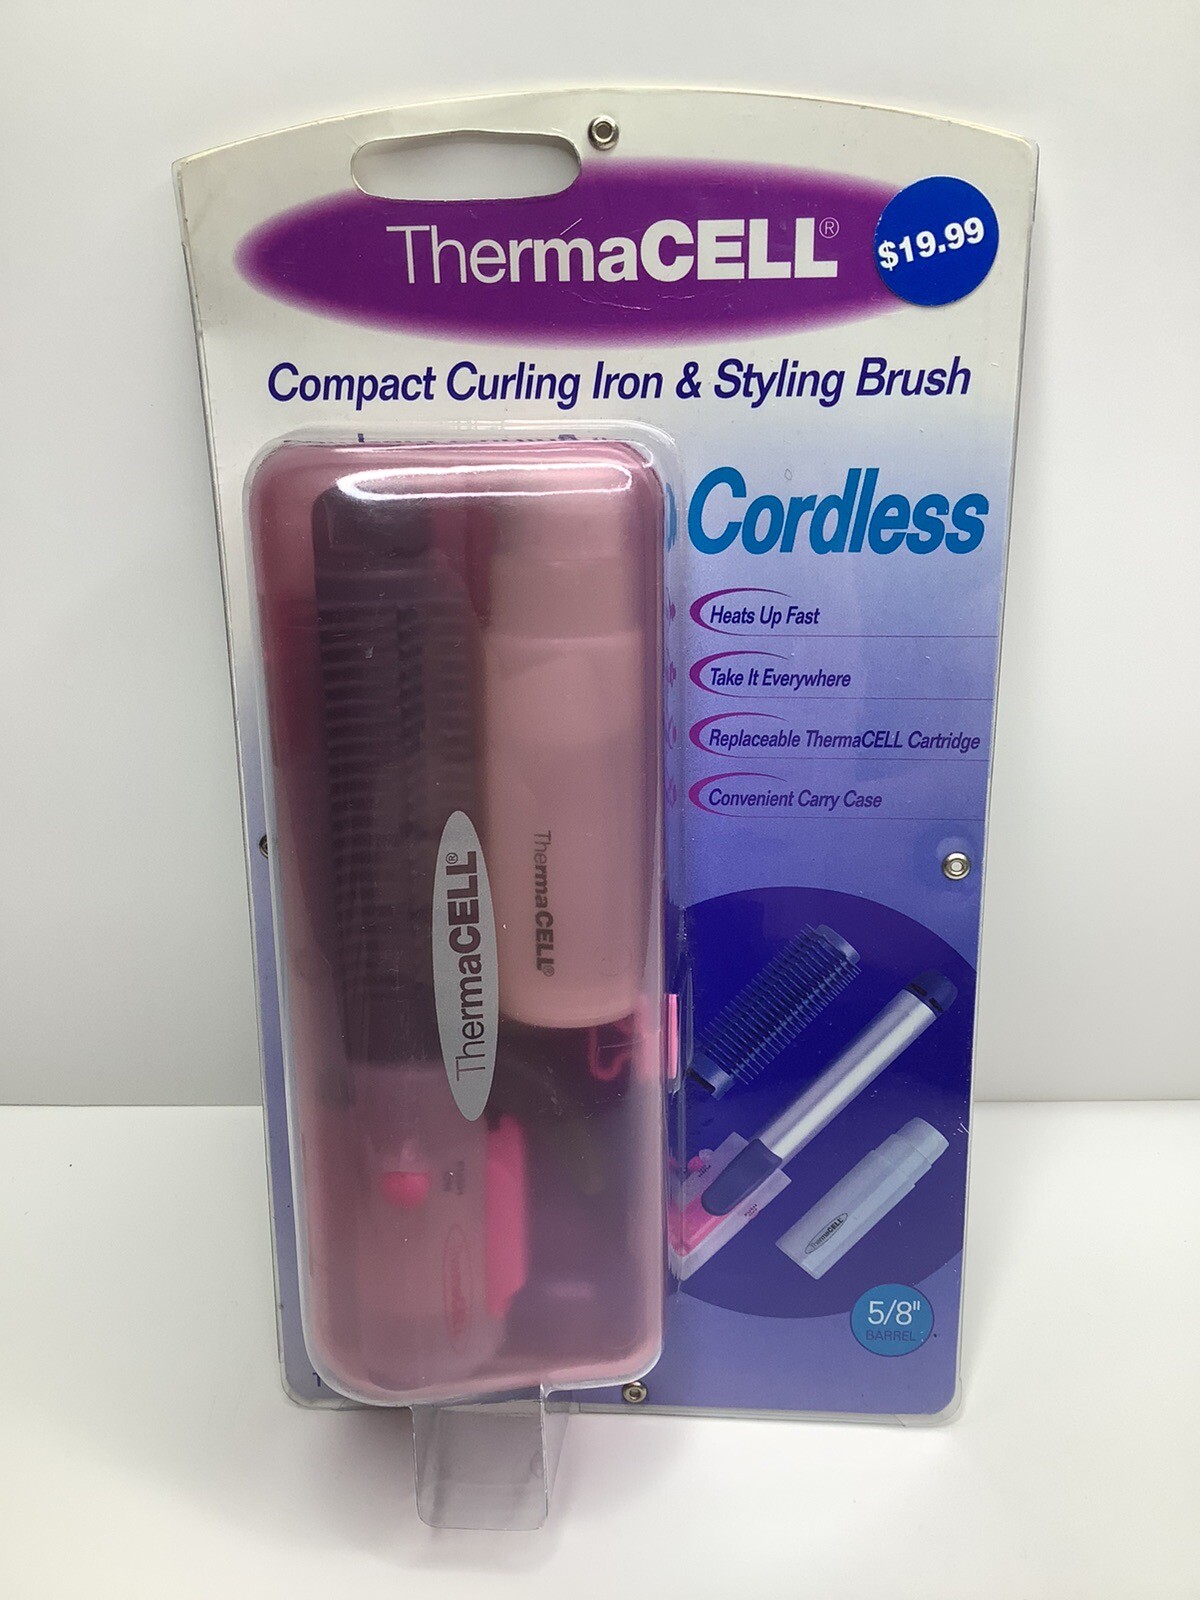 ThermaCELL®
$19.99
Compact Curling Iron & Styling Brush
Cordless
Heats Up Fast
Take It Everywhere
Replaceable ThermaCELL Cartridge
Convenient Carry Case
ThermaCELL®
ThermaCELL®
ThermaCELL
5/8"
BARREL